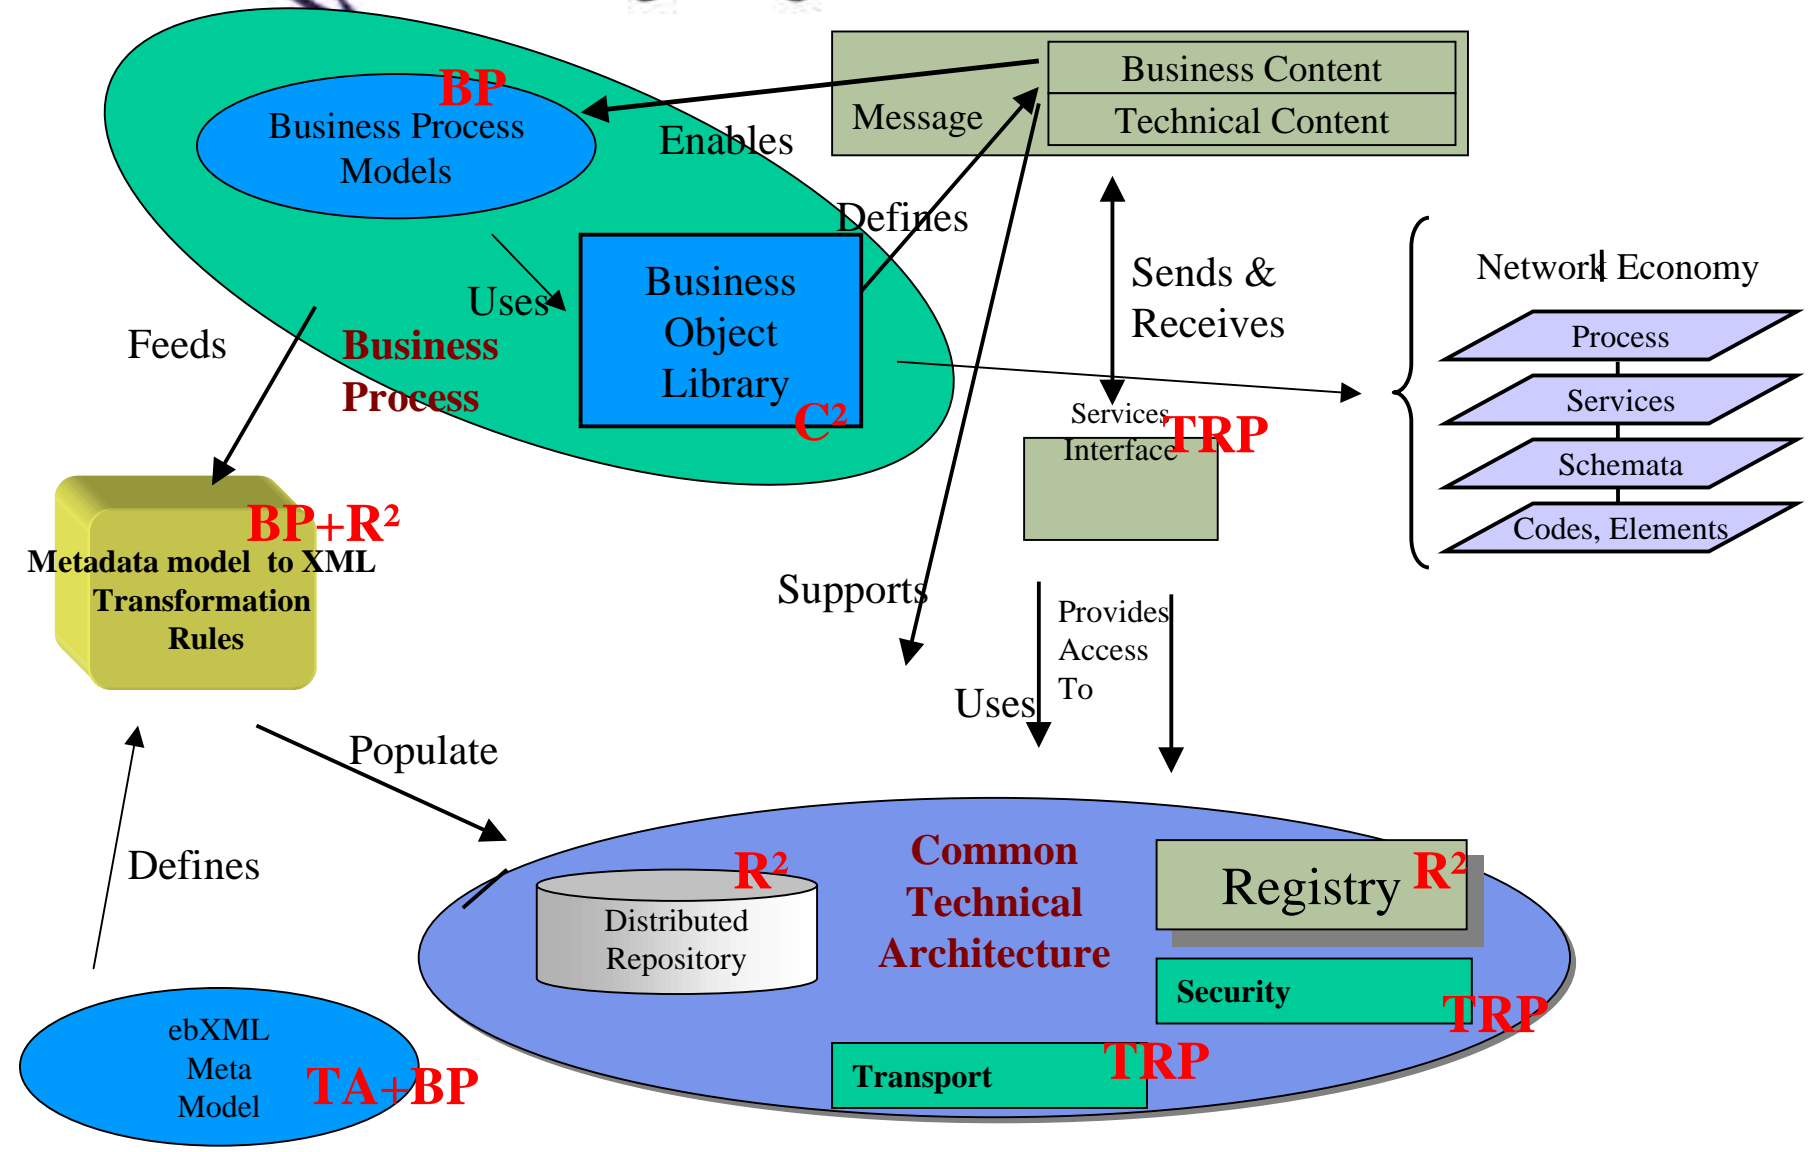 BP
Business Process
Models
Enables
Message
Business Content
Technical Content
Defines
Uses
Business
Object
Library
C²
Business
Process
Feeds
Sends &
Receives
Services
Interface
TRP
Network Economy
Process
Services
Schemata
Codes, Elements
BP+R²
Metadata model to XML
Transformation
Rules
Supports
Provides
Access
To
Uses
Populate
Defines
R²
Distributed
Repository
Common
Technical
Architecture
Registry
R²
Security
TRP
Transport
TRP
ebXML
Meta
Model
TA+BP